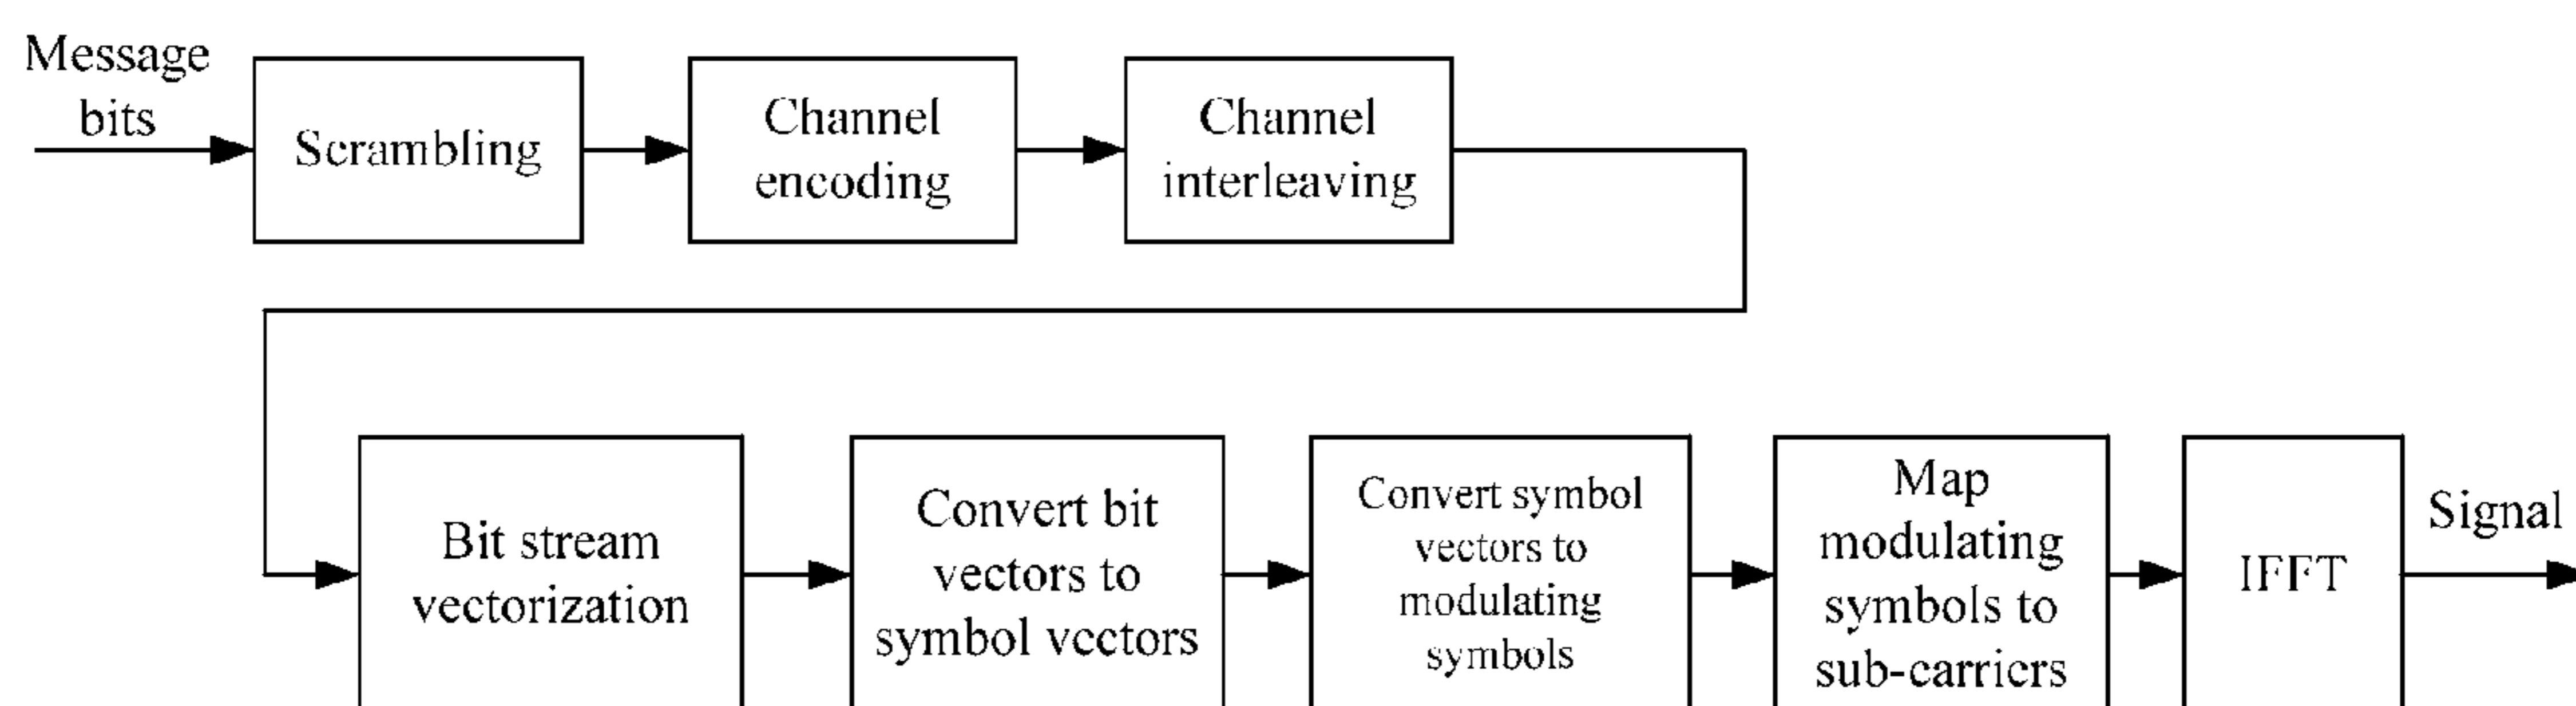 Message
bits
Scrambling
Channel
encoding
Channel
interleaving
Bit stream
vectorization
Convert bit
vectors to
symbol vectors
Convert symbol
vectors to
modulating
symbols
Map
modulating
symbols to
sub-carriers
IFFT
Signal